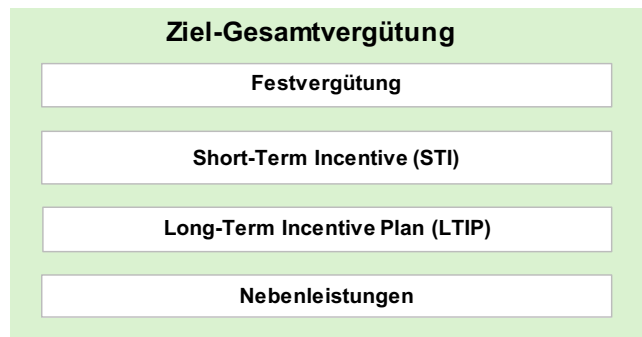 Ziel-Gesamtvergütung
Festvergütung
Short-Term Incentive (STI)
Long-Term Incentive Plan (LTIP)
Nebenleistungen